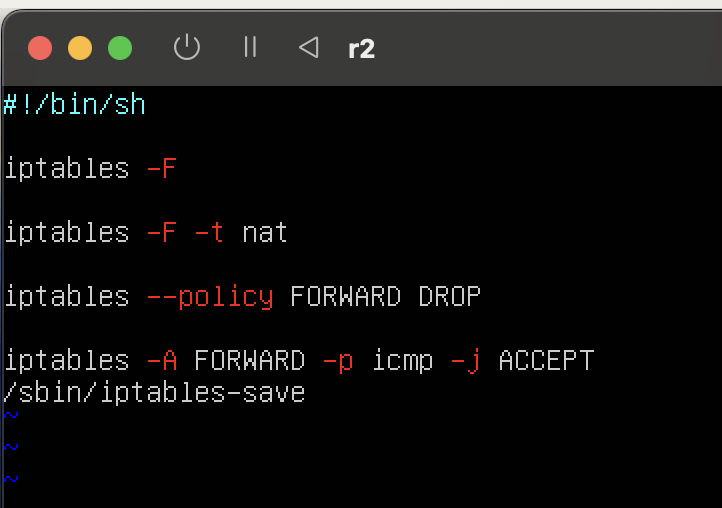 r2
#!/bin/sh
iptables -F
iptables -F -t nat
iptables --policy FORWARD DROP
iptables -A FORWARD -p icmp -j ACCEPT
/sbin/iptables-save
~
~
~